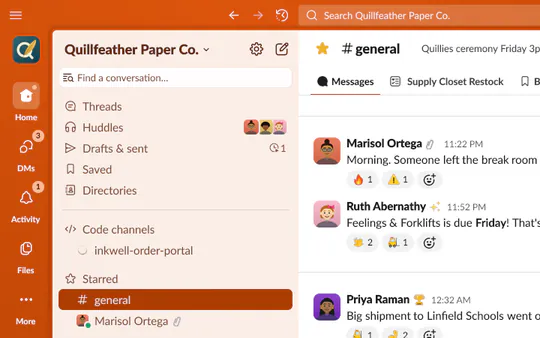 Search Quillfeather Paper Co.
Home
3
DMs
1
Activity
Files
More
Quillfeather Paper Co.
Find a conversation...
Threads
Huddles
Drafts & sent
1
Saved
Directories
Code channels
inkwell-order-portal
Starred
# general
Marisol Ortega
# general
Quillies ceremony Friday 3p
Messages
Supply Closet Restock
B
Marisol Ortega 11:22 PM
Morning. Someone left the break room
1 1
Ruth Abernathy 11:52 PM
Feelings & Forklifts is due Friday! That's
2 1
Priya Raman 12:32 AM
Big shipment to Linfield Schools went o
1 2